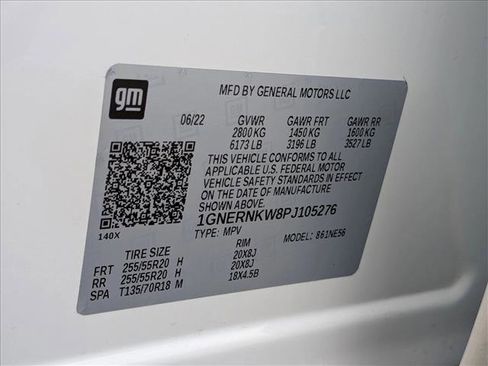 gm
MFD BY GENERAL MOTORS LLC
06/22 GVWR GAWR FRT GAWR RR
2800 KG 1450 KG 1600 KG
6173 LB 3196 LB 3527 LB
THIS VEHICLE CONFORMS TO ALL
APPLICABLE U.S. FEDERAL MOTOR
VEHICLE SAFETY STANDARDS IN
EFFECT ON THE DATE OF
MANUFACTURE SHOWN ABOVE.
1GNERNKW8PJ105276
140X
TYPE: MPV MODEL: 861NE56
TIRE SIZE RIM
FRT 255/55R20 H 20X8J
RR 255/55R20 H 20X8J
SPA T135/70R18 M 18X4.5B